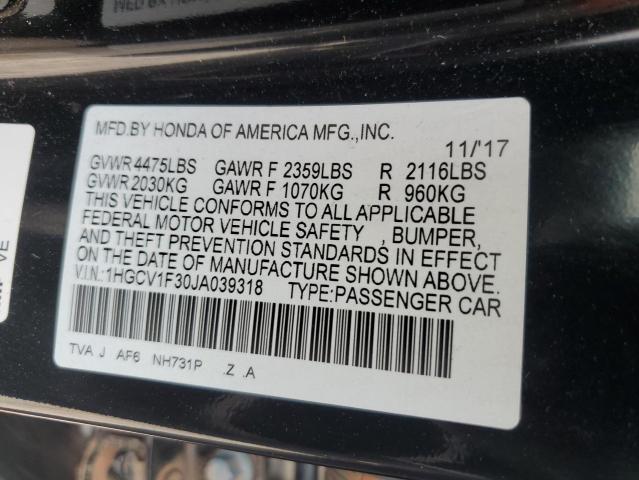 MFD.BY HONDA OF AMERICA MFG.,INC. 11/'17
GVWR 4475LBS GAWR F 2359LBS R 2116LBS
GVWR 2030KG GAWR F 1070KG R 960KG
THIS VEHICLE CONFORMS TO ALL APPLICABLE
FEDERAL MOTOR VEHICLE SAFETY , BUMPER,
AND THEFT PREVENTION STANDARDS IN EFFECT
ON THE DATE OF MANUFACTURE SHOWN ABOVE.
V.I.N.:1HGCV1F30JA039318 TYPE:PASSENGER CAR
TVA J AF6 NH731P .Z .A
VE